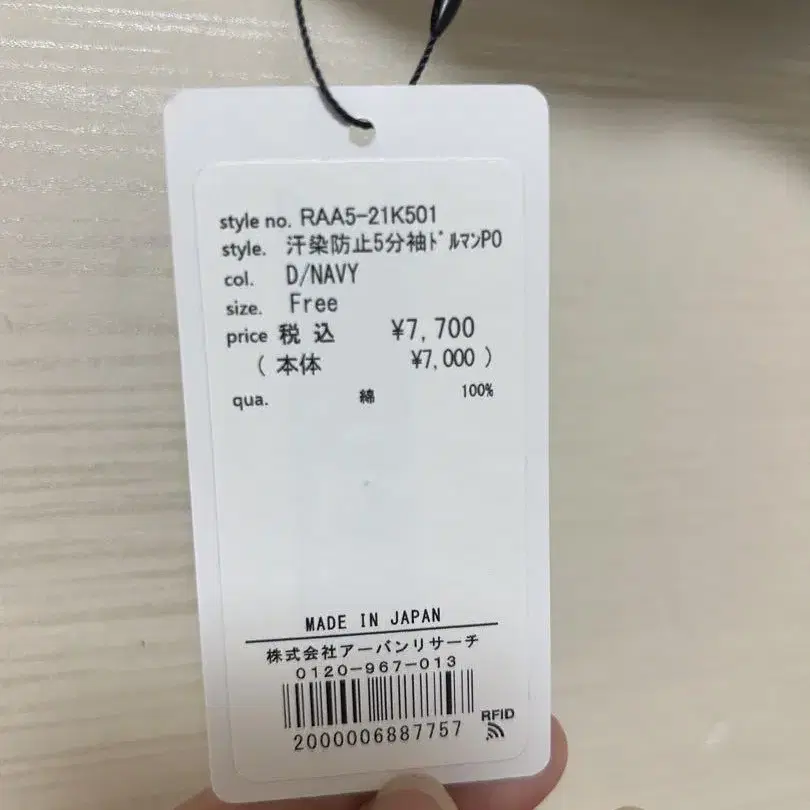 style no. RAA5-21K501
style. 汗染防止5分袖ﾄﾞﾙﾏﾝPO
col. D/NAVY
size. Free
price 税込 ¥7,700
( 本体 ¥7,000 )
qua. 綿 100%
MADE IN JAPAN
株式会社アーバンリサーチ
0120-967-013
RFID
2000006887757